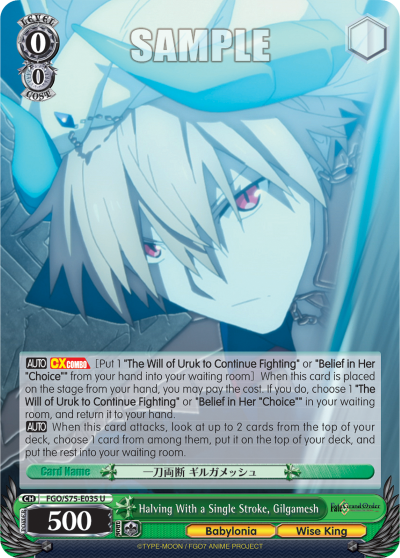 LEVEL
0
0
COST
SAMPLE
AUTO CXCOMBO [Put 1 "The Will of Uruk to Continue Fighting" or "Belief in Her
"Choice"" from your hand into your waiting room] When this card is
placed on the stage from your hand, you may pay the cost. If you do, choose 1 "The
Will of Uruk to Continue Fighting" or "Belief in Her "Choice"" in your
waiting room, and return it to your hand.
AUTO When this card attacks, look at up to 2 cards from the top of
your deck, choose 1 card from among them, put it on the top of your deck, and
put the rest into your waiting room.
Card Name
一刀両断 ギルガメッシュ
CH FGO/S75-E035 U
Halving With a Single Stroke, Gilgamesh
Fate Grand Order
500
Babylonia
Wise King
©TYPE-MOON / FGO7 ANIME PROJECT